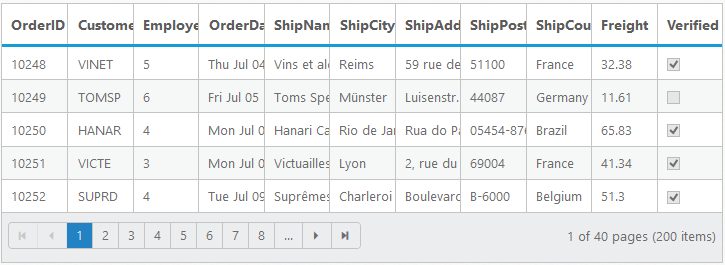 OrderID Custome Employe OrderDa ShipNan ShipCity ShipAdd ShipPost ShipCou Freight Verified
10248 VINET 5 Thu Jul 04 Vins et alc Reims 59 rue de 51100 France 32.38
10249 TOMSP 6 Fri Jul 05 Toms Spe Münster Luisenstr. 44087 Germany 11.61
10250 HANAR 4 Mon Jul 0 Hanari Ca Rio de Jan Rua do Pa 05454-876 Brazil 65.83
10251 VICTE 3 Mon Jul 0 Victuailles Lyon 2, rue du 69004 France 41.34
10252 SUPRD 4 Tue Jul 09 Suprêmes Charleroi Boulevard B-6000 Belgium 51.3
1 2 3 4 5 6 7 8 ... 1 of 40 pages (200 items)